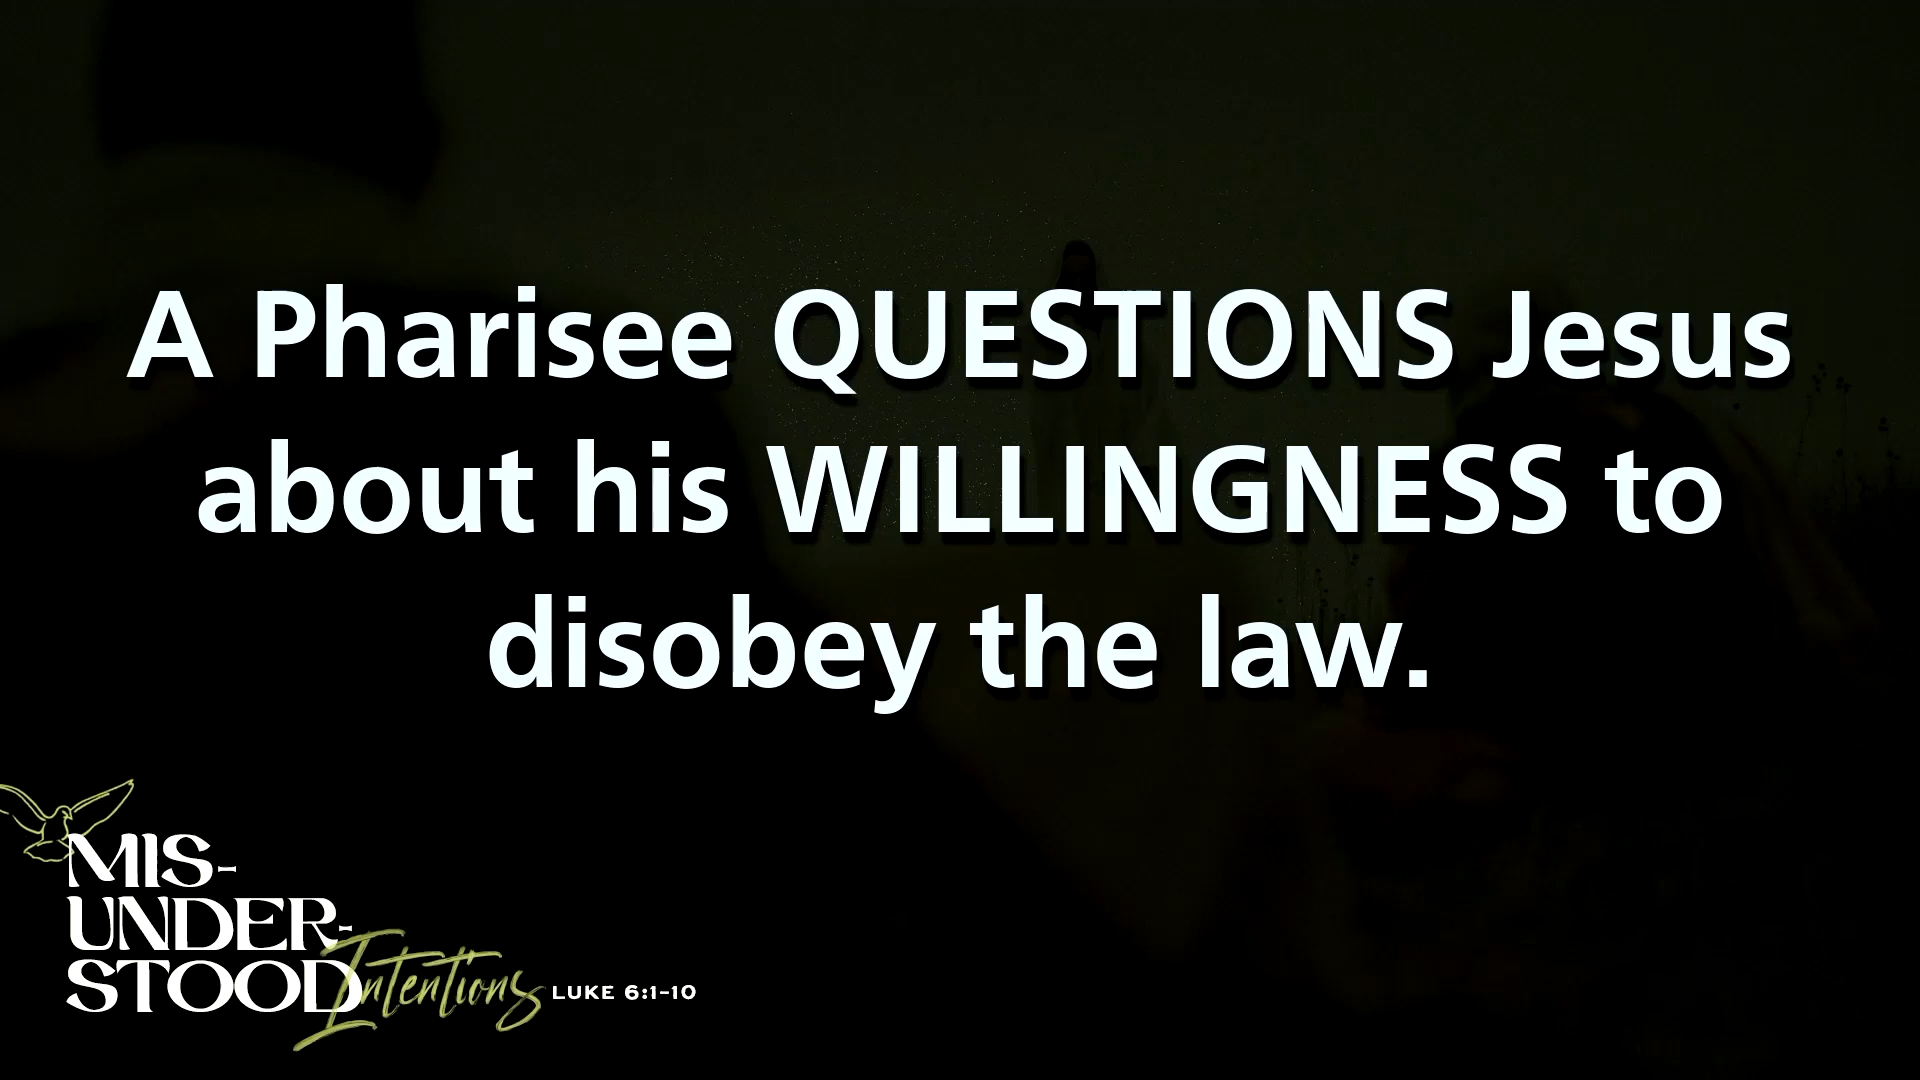 A Pharisee QUESTIONS Jesus
about his WILLINGNESS to
disobey the law.
MIS-
UNDER-
STOOD
Intentions
LUKE 6:1-10